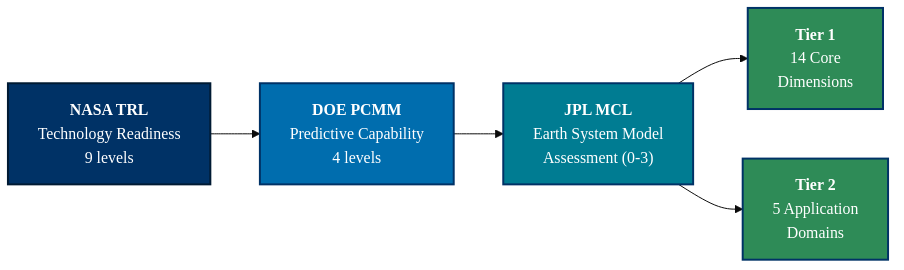 NASA TRL
Technology Readiness
9 levels
DOE PCMM
Predictive Capability
4 levels
JPL MCL
Earth System Model
Assessment (0-3)
Tier 1
14 Core
Dimensions
Tier 2
5 Application
Domains